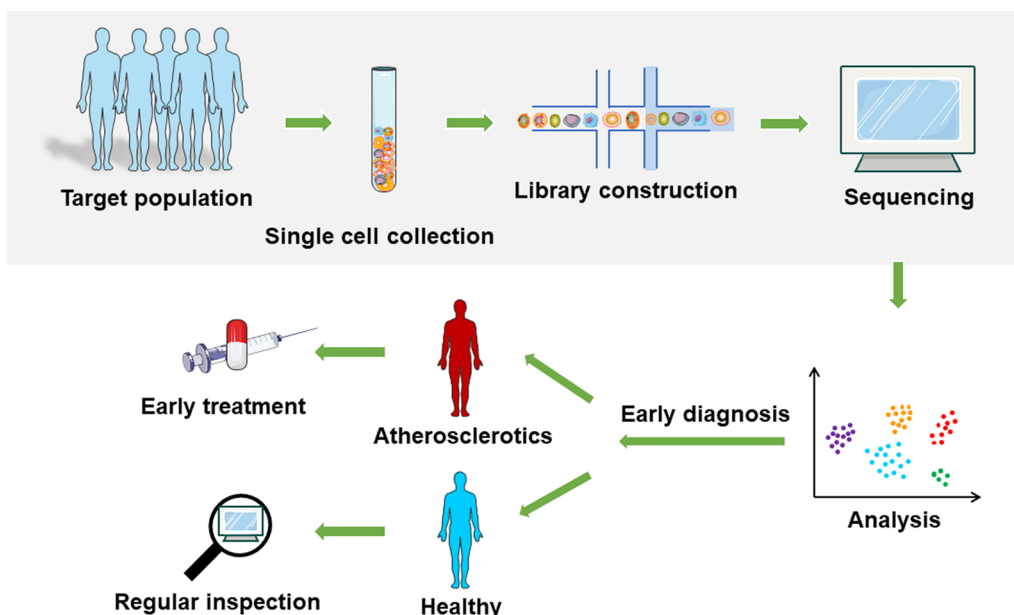 Target population
Single cell collection
Library construction
Sequencing
Early diagnosis
Analysis
Atherosclerotics
Early treatment
Healthy
Regular inspection